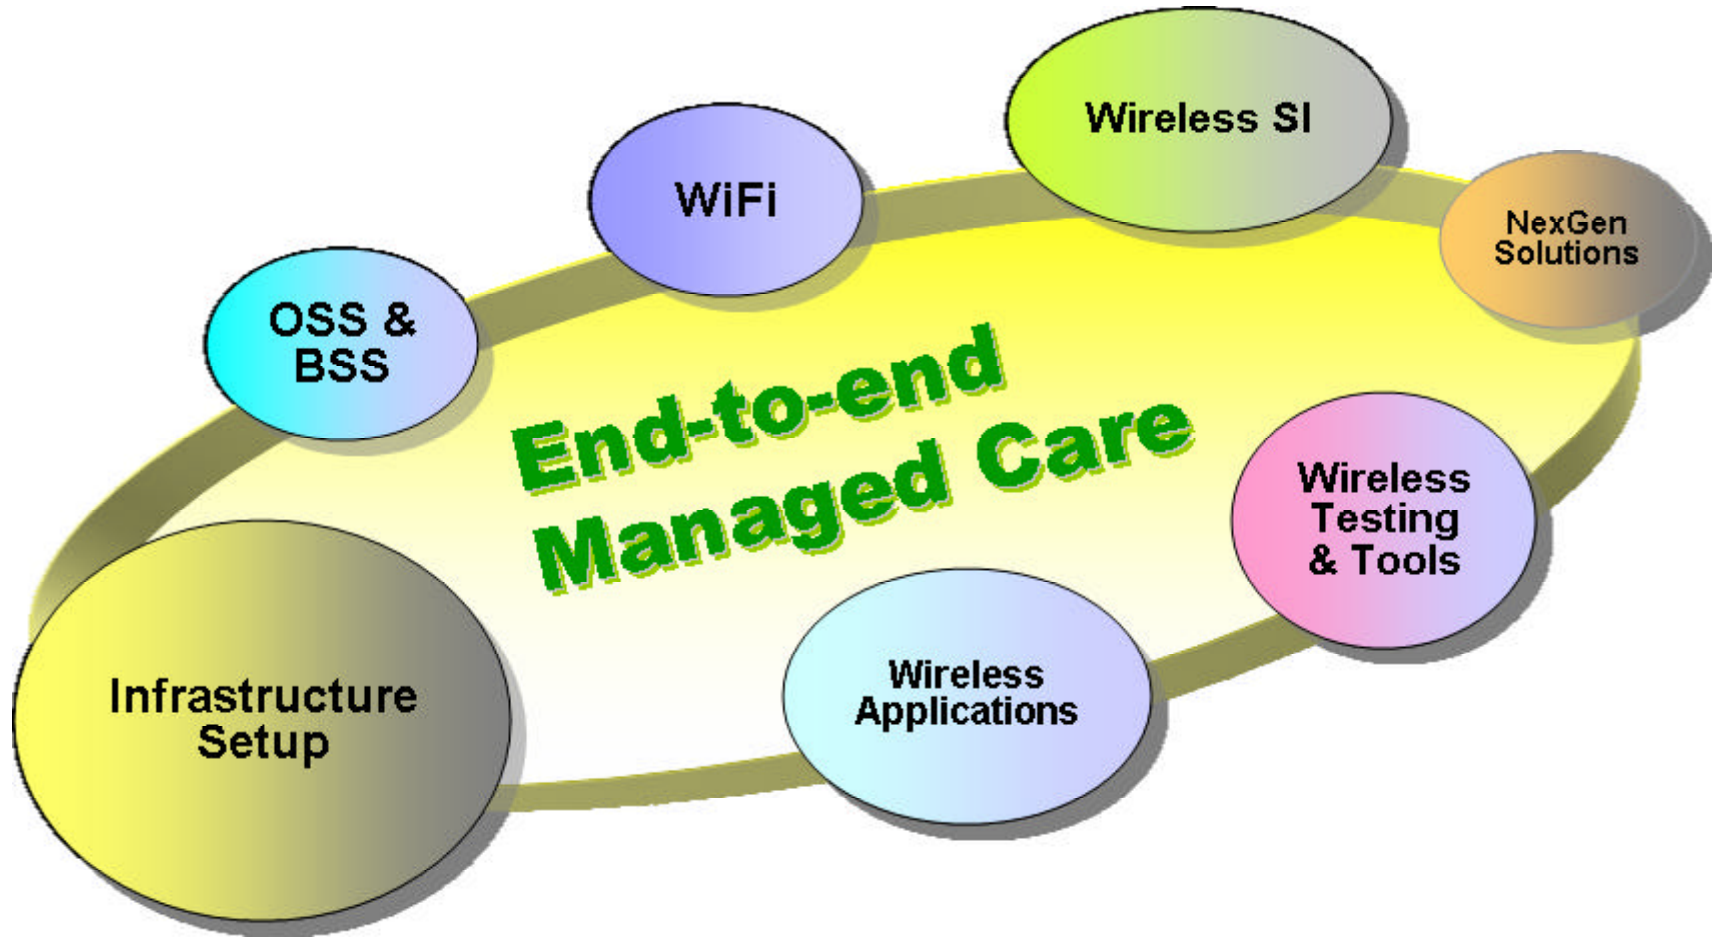 Wireless SI
WiFi
NexGen
Solutions
OSS &
BSS
End-to-end
Managed Care
Wireless
Testing
& Tools
Wireless
Applications
Infrastructure
Setup